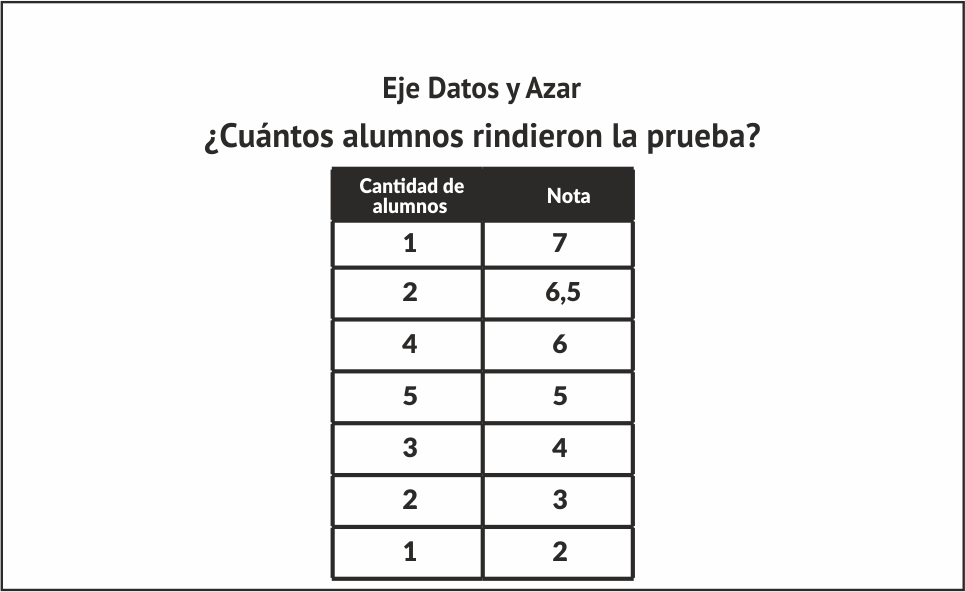 Eje Datos y Azar
¿Cuántos alumnos rindieron la prueba?
Cantidad de alumnos Nota
1 7
2 6,5
4 6
5 5
3 4
2 3
1 2